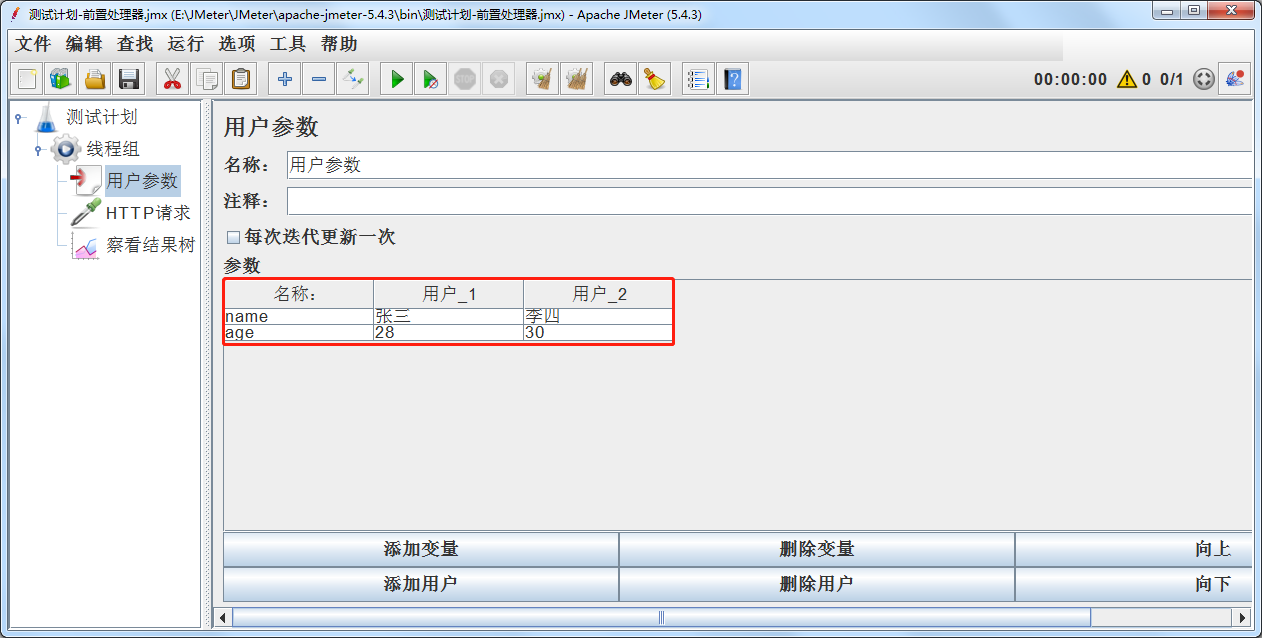 测试计划-前置处理器.jmx (E:\JMeter\JMeter\apache-jmeter-5.4.3\bin\测试计划-前置处理器.jmx) - Apache JMeter (5.4.3)
文件 编辑 查找 运行 选项 工具 帮助
00:00:00 0 0/1
测试计划
线程组
用户参数
HTTP请求
察看结果树
用户参数
名称： 用户参数
注释：
每次迭代更新一次
参数
名称： 用户_1 用户_2
name 张三 李四
age 28 30
添加变量 删除变量 向上
添加用户 删除用户 向下